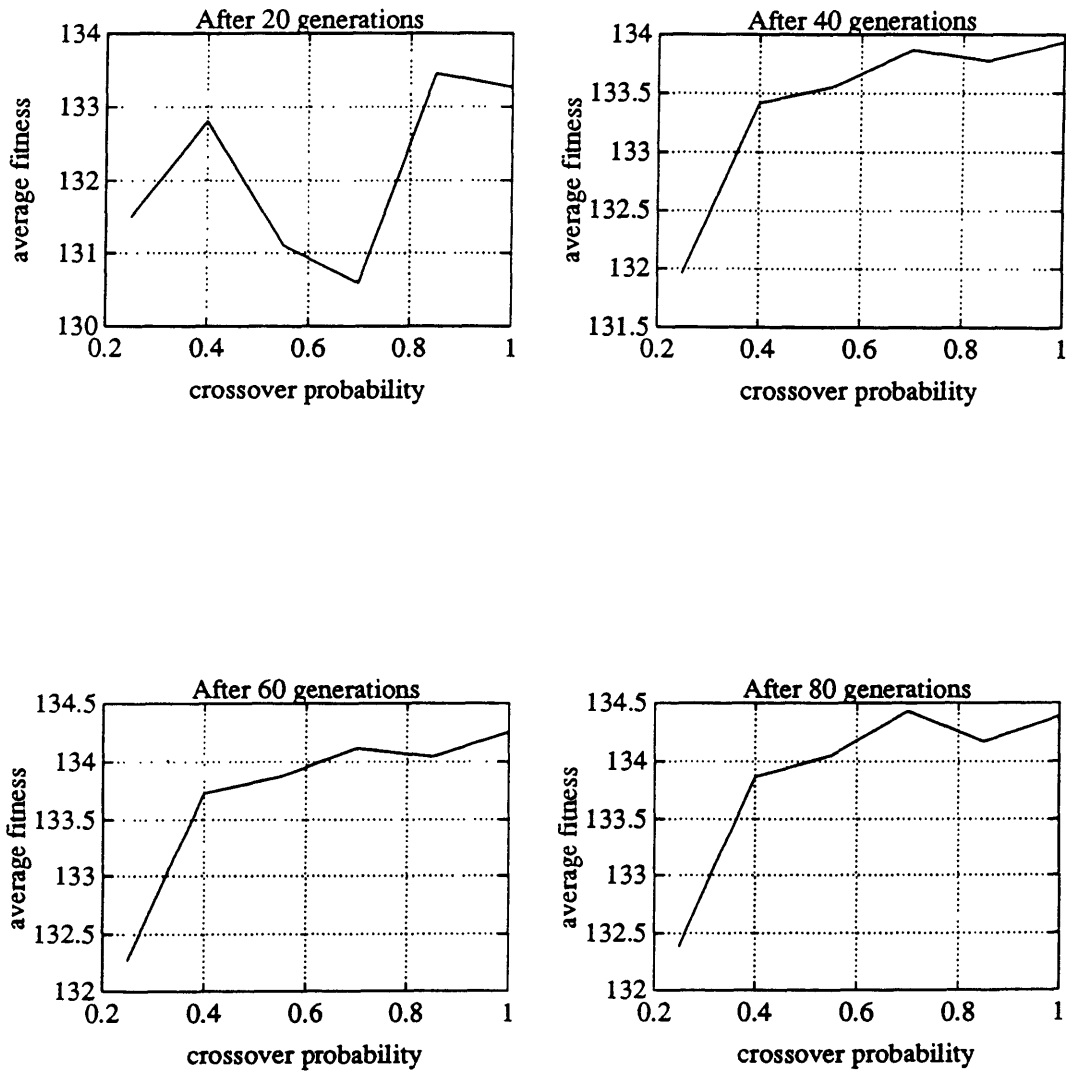 After 20 generations
134
133
132
131
130
average fitness
0.2 0.4 0.6 0.8 1
crossover probability
After 40 generations
134
133.5
133
132.5
132
131.5
average fitness
0.2 0.4 0.6 0.8 1
crossover probability
After 60 generations
134.5
134
133.5
133
132.5
132
average fitness
0.2 0.4 0.6 0.8 1
crossover probability
After 80 generations
134.5
134
133.5
133
132.5
132
average fitness
0.2 0.4 0.6 0.8 1
crossover probability